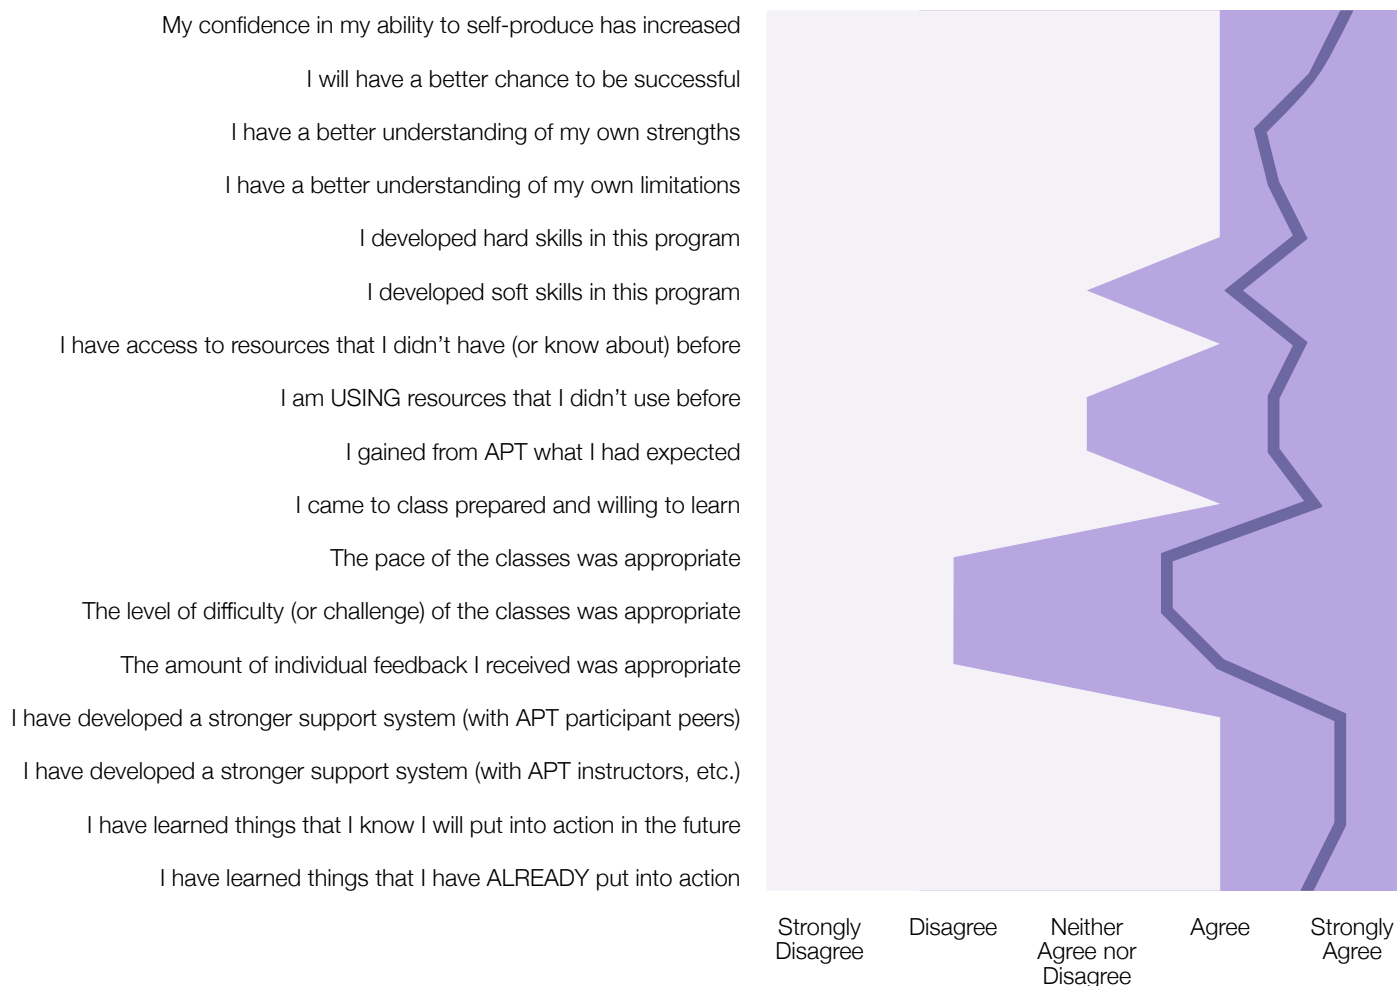 My confidence in my ability to self-produce has increased
I will have a better chance to be successful
I have a better understanding of my own strengths
I have a better understanding of my own limitations
I developed hard skills in this program
I developed soft skills in this program
I have access to resources that I didn't have (or know about) before
I am USING resources that I didn't use before
I gained from APT what I had expected
I came to class prepared and willing to learn
The pace of the classes was appropriate
The level of difficulty (or challenge) of the classes was appropriate
The amount of individual feedback I received was appropriate
I have developed a stronger support system (with APT participant peers)
I have developed a stronger support system (with APT instructors, etc.)
I have learned things that I know I will put into action in the future
I have learned things that I have ALREADY put into action
Strongly
Disagree
Disagree
Neither
Agree nor
Disagree
Agree
Strongly
Agree